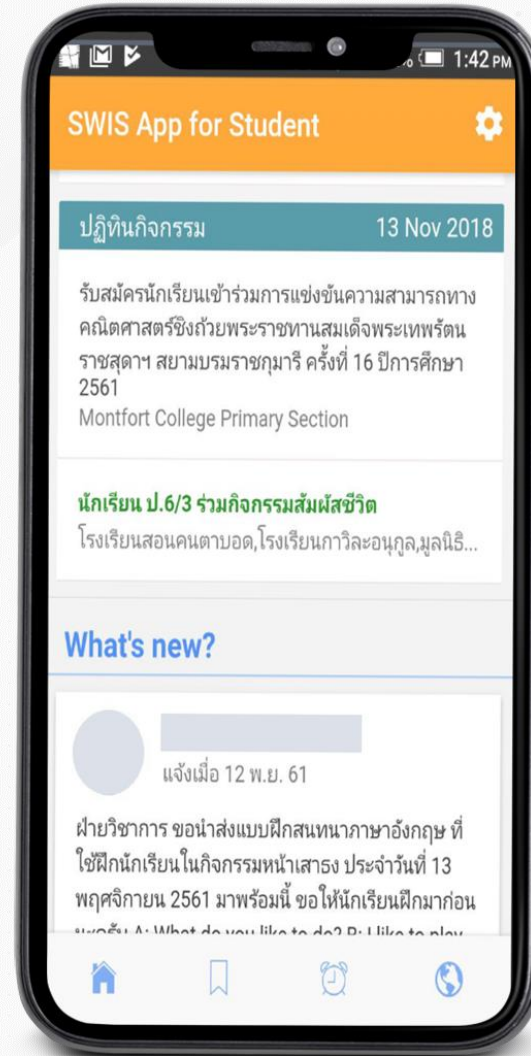 1:42 PM
SWIS App for Student
ปฏิทินกิจกรรม 13 Nov 2018
รับสมัครนักเรียนเข้าร่วมการแข่งขันความสามารถทาง
คณิตศาสตร์ชิงถ้วยพระราชทานสมเด็จพระเทพรัตน
ราชสุดาฯ สยามบรมราชกุมารี ครั้งที่ 16 ปีการศึกษา
2561
Montfort College Primary Section
นักเรียน ป.6/3 ร่วมกิจกรรมสัมผัสชีวิต
โรงเรียนสอนคนตาบอด,โรงเรียนกาวิละอนุกูล,มูลนิธิ...
What's new?
แจ้งเมื่อ 12 พ.ย. 61
ฝ่ายวิชาการ ขอนำส่งแบบฝึกสนทนาภาษาอังกฤษ ที่
ใช้ฝึกนักเรียนในกิจกรรมหน้าเสาธง ประจำวันที่ 13
พฤศจิกายน 2561 มาพร้อมนี้ ขอให้นักเรียนฝึกมาก่อน
A: What do you like to do? B: I like to play